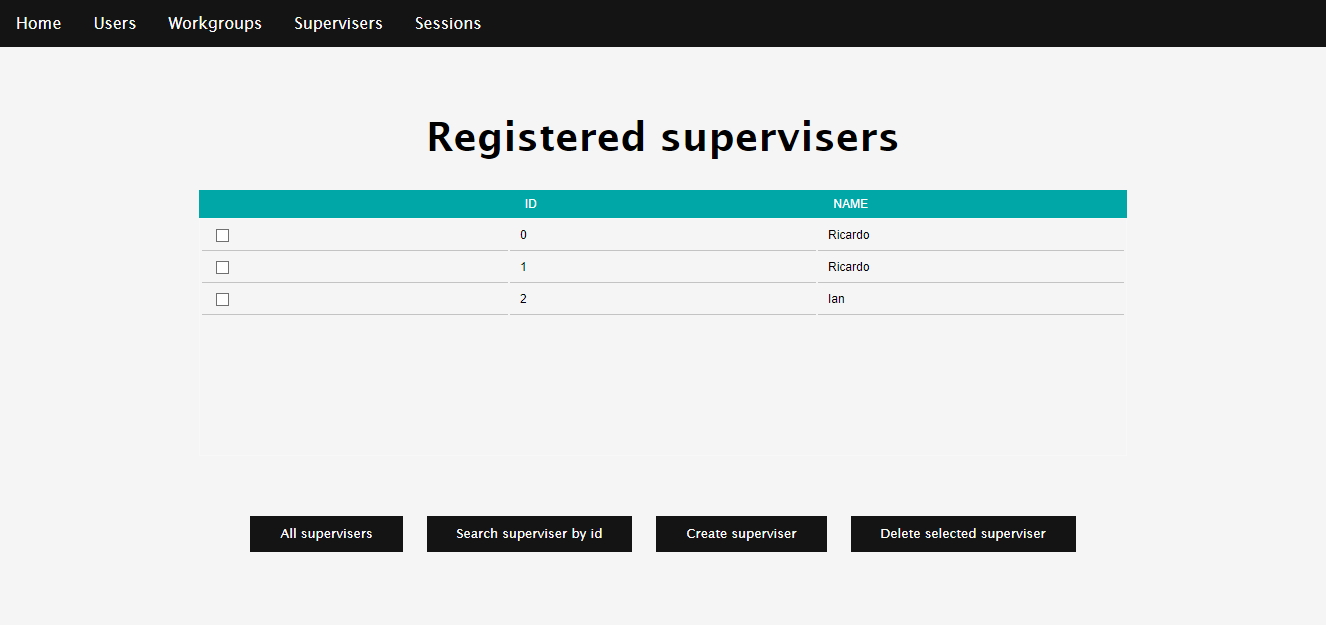 Home Users Workgroups Supervisers Sessions
Registered supervisers
ID NAME
0 Ricardo
1 Ricardo
2 Ian
All supervisers Search superviser by id Create superviser Delete selected superviser